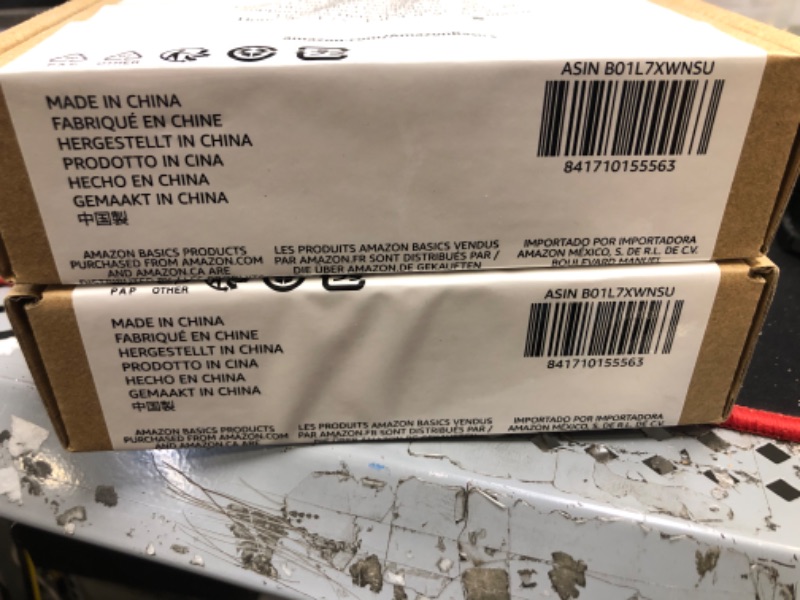 amazon.com/AmazonBasics
PAP OTHER
ASIN B01L7XWNSU
841710155563
MADE IN CHINA
FABRIQUÉ EN CHINE
HERGESTELLT IN CHINA
PRODOTTO IN CINA
HECHO EN CHINA
GEMAAKT IN CHINA
中国製
AMAZON BASICS PRODUCTS
PURCHASED FROM AMAZON.COM
AND AMAZON.CA ARE
LES PRODUITS AMAZON BASICS VENDUS
PAR AMAZON.FR SONT DISTRIBUÉS PAR /
DIE ÜBER AMAZON.DE GEKAUFTEN
IMPORTADO POR IMPORTADORA
AMAZON MÉXICO, S. DE R.L. DE C.V.
BOULEVARD MANUEL
PAP OTHER
ASIN B01L7XWNSU
841710155563
MADE IN CHINA
FABRIQUÉ EN CHINE
HERGESTELLT IN CHINA
PRODOTTO IN CINA
HECHO EN CHINA
GEMAAKT IN CHINA
中国製
AMAZON BASICS PRODUCTS
PURCHASED FROM AMAZON.COM
AND AMAZON.CA ARE
LES PRODUITS AMAZON BASICS VENDUS
PAR AMAZON.FR SONT DISTRIBUÉS PAR /
IMPORTADO POR IMPORTADORA
AMAZON MÉXICO, S. DE R.L. DE C.V.